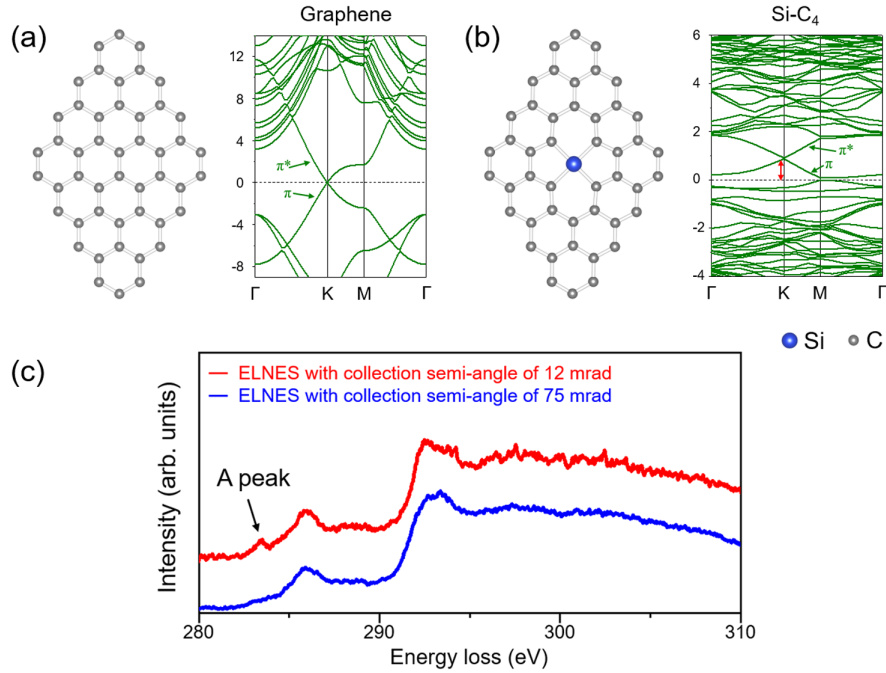 (a)
Graphene
12
8
4
0
-4
-8
π*
π
Γ
K
M
Γ
(b)
Si-C₄
6
4
2
0
-2
-4
π*
π
Γ
K
M
Γ
Si
C
(c)
ELNES with collection semi-angle of 12 mrad
ELNES with collection semi-angle of 75 mrad
A peak
Intensity (arb. units)
280
290
300
310
Energy loss (eV)